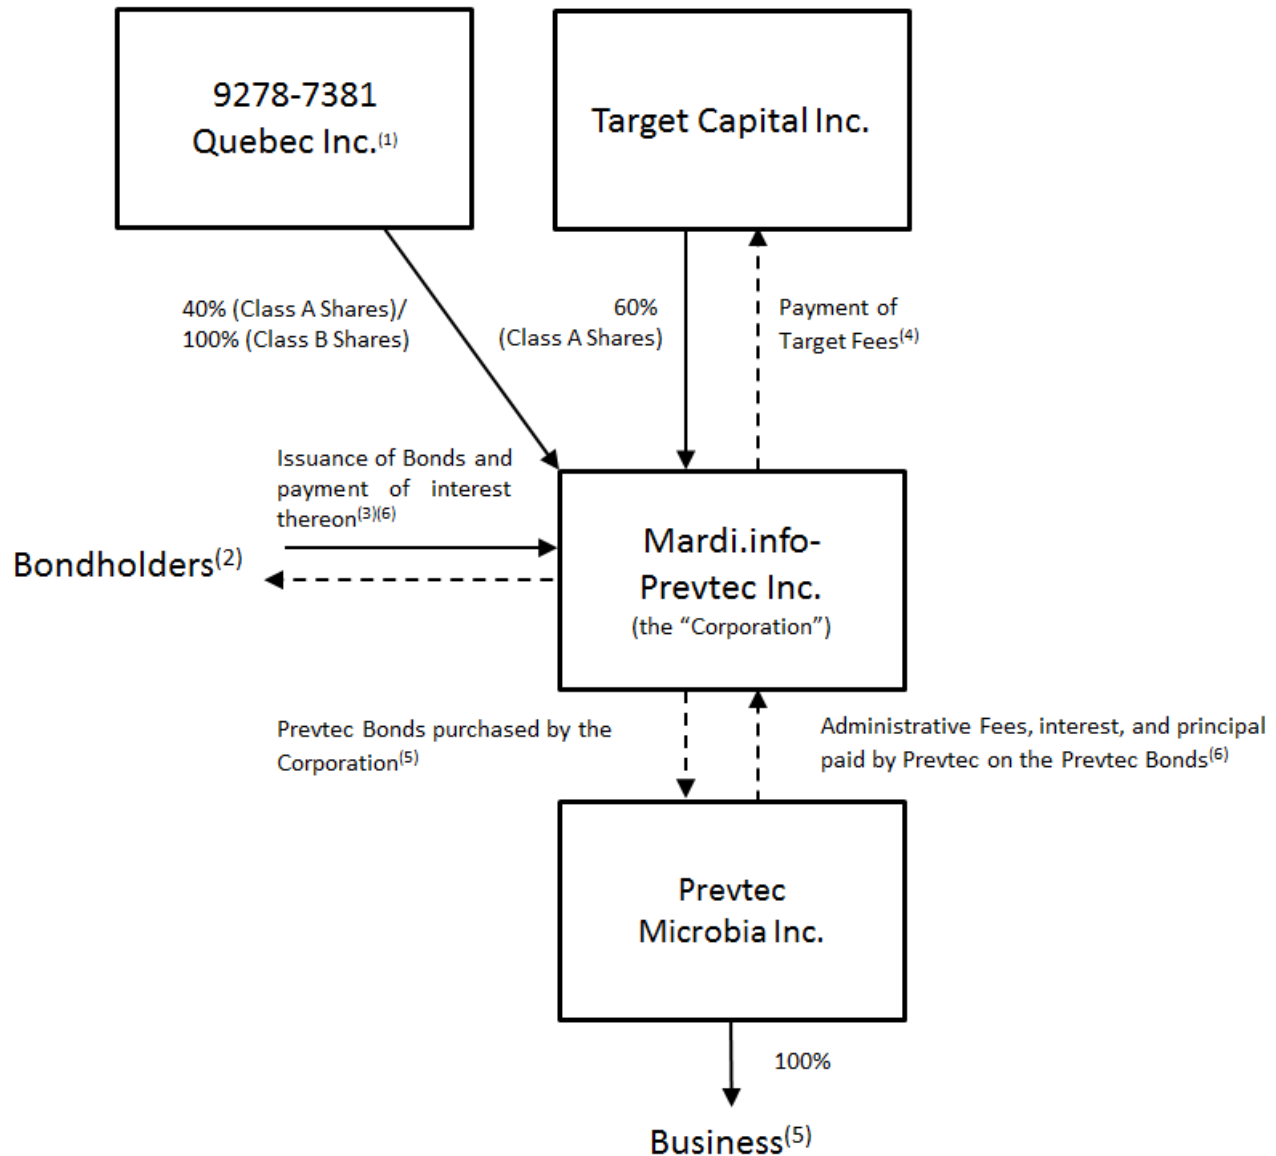 9278-7381
Quebec Inc.(1)
Target Capital Inc.
40% (Class A Shares)/
100% (Class B Shares)
60%
(Class A Shares)
Payment of
Target Fees(4)
Issuance of Bonds and
payment of interest
thereon(3)(6)
Bondholders(2)
Mardi.info-
Prevtec Inc.
(the “Corporation”)
Prevtec Bonds purchased by the
Corporation(5)
Administrative Fees, interest, and principal
paid by Prevtec on the Prevtec Bonds(6)
Prevtec
Microbia Inc.
100%
Business(5)